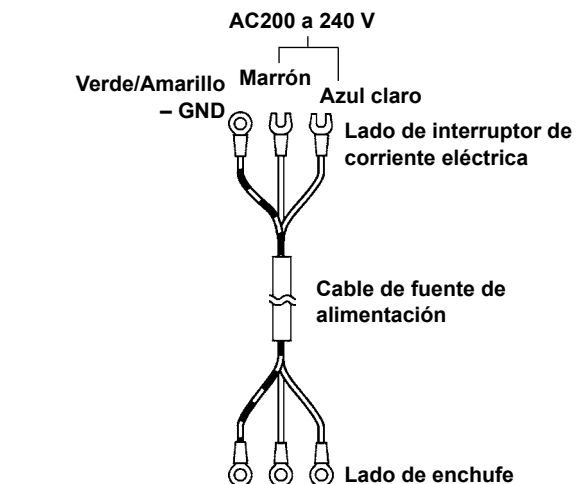 AC200 a 240 V
Verde/Amarillo
– GND
Marrón
Azul claro
Lado de interruptor de
corriente eléctrica
Cable de fuente de
alimentación
Lado de enchufe